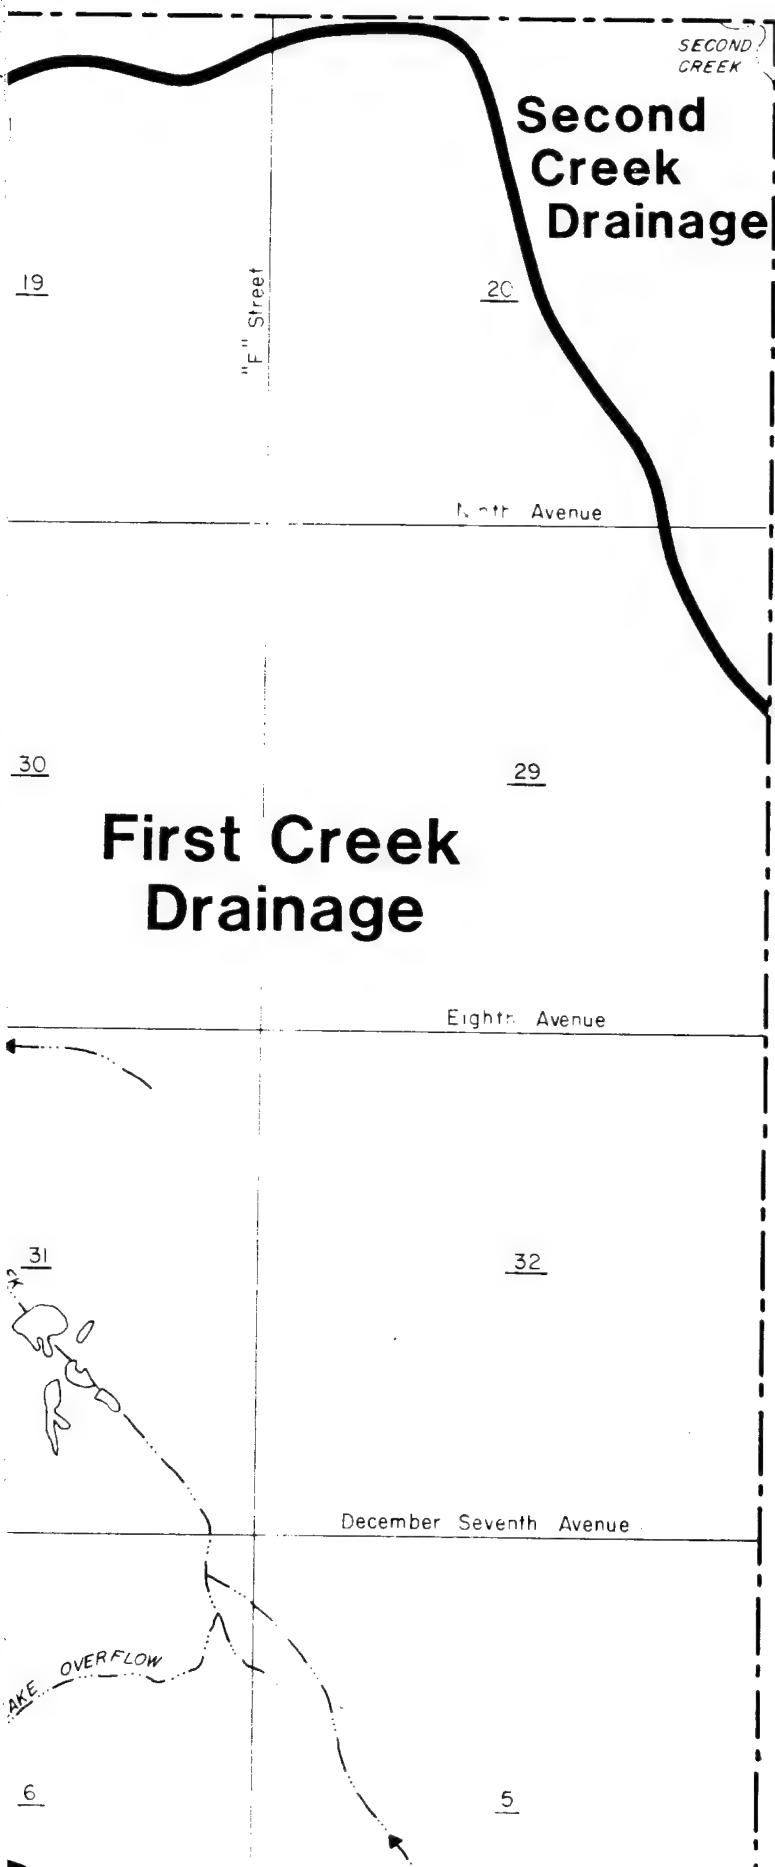 SECOND
CREEK
Second
Creek
Drainage
19
20
"F" Street
Avenue
30
29
First Creek
Drainage
Eighth Avenue
31
32
December Seventh Avenue
OVERFLOW
6
5